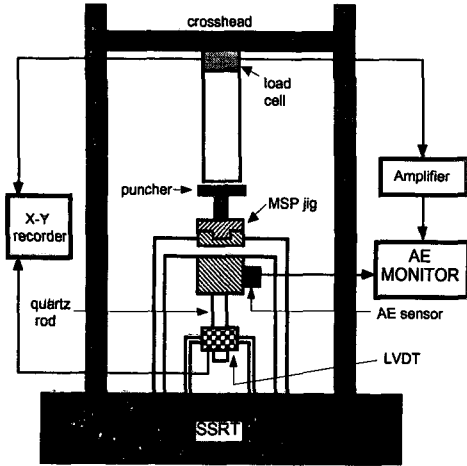 crosshead
load
cell
puncher
MSP jig
Amplifier
X-Y
recorder
AE
MONITOR
quartz
rod
AE sensor
LVDT
SSRT